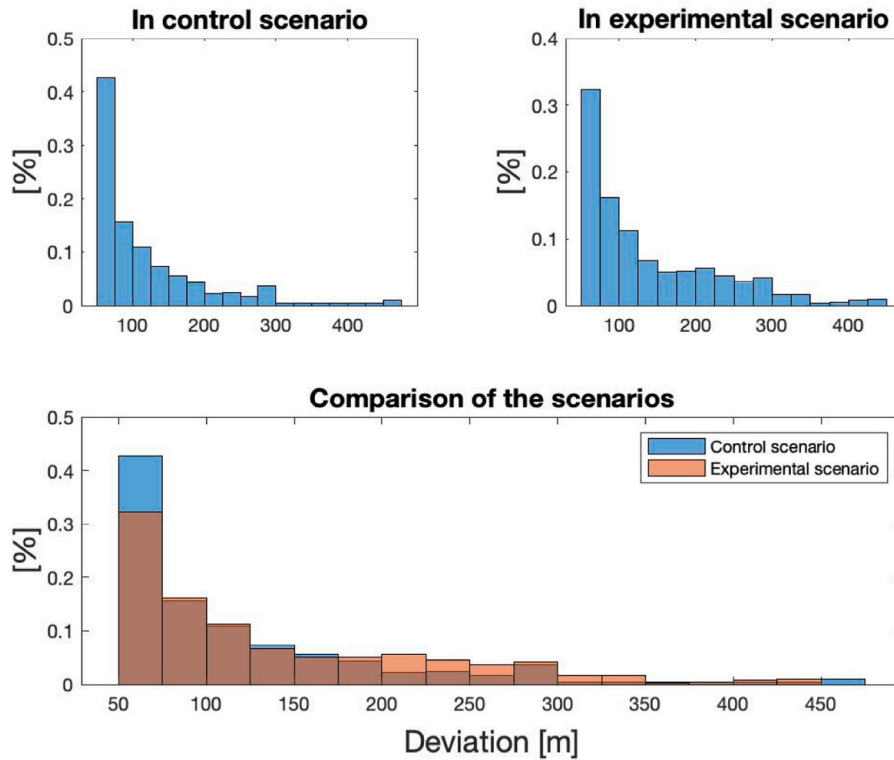 In control scenario
0.5
0.4
0.3
0.2
0.1
0
[%]
100 200 300 400
In experimental scenario
0.4
0.3
0.2
0.1
0
[%]
100 200 300 400
Comparison of the scenarios
0.5
0.4
0.3
0.2
0.1
0
[%]
Control scenario
Experimental scenario
50 100 150 200 250 300 350 400 450
Deviation [m]